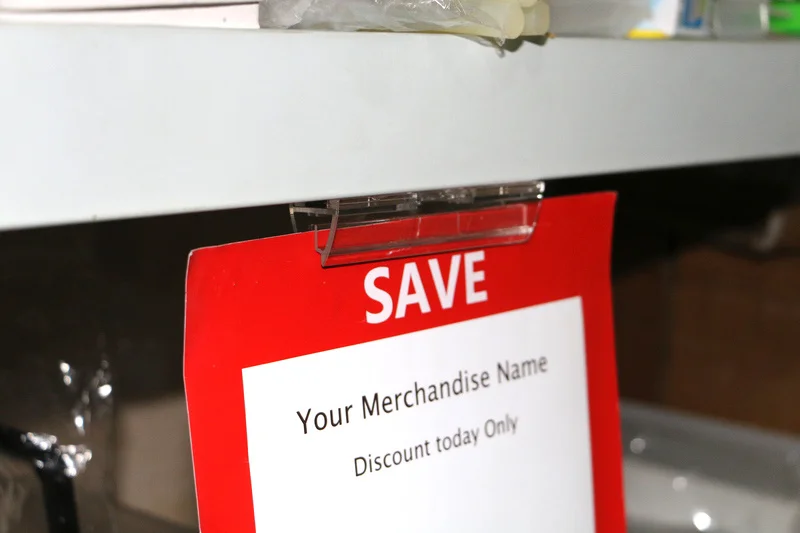 SAVE
Your Merchandise Name
Discount today Only